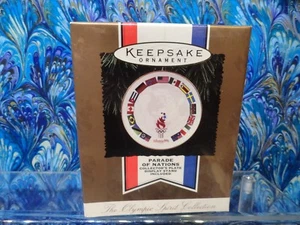 KEEPSAKE
ORNAMENT
PARADE
OF NATIONS
COLLECTOR'S PLATE
DISPLAY STAND
INCLUDED
The Olympic Spirit Collection